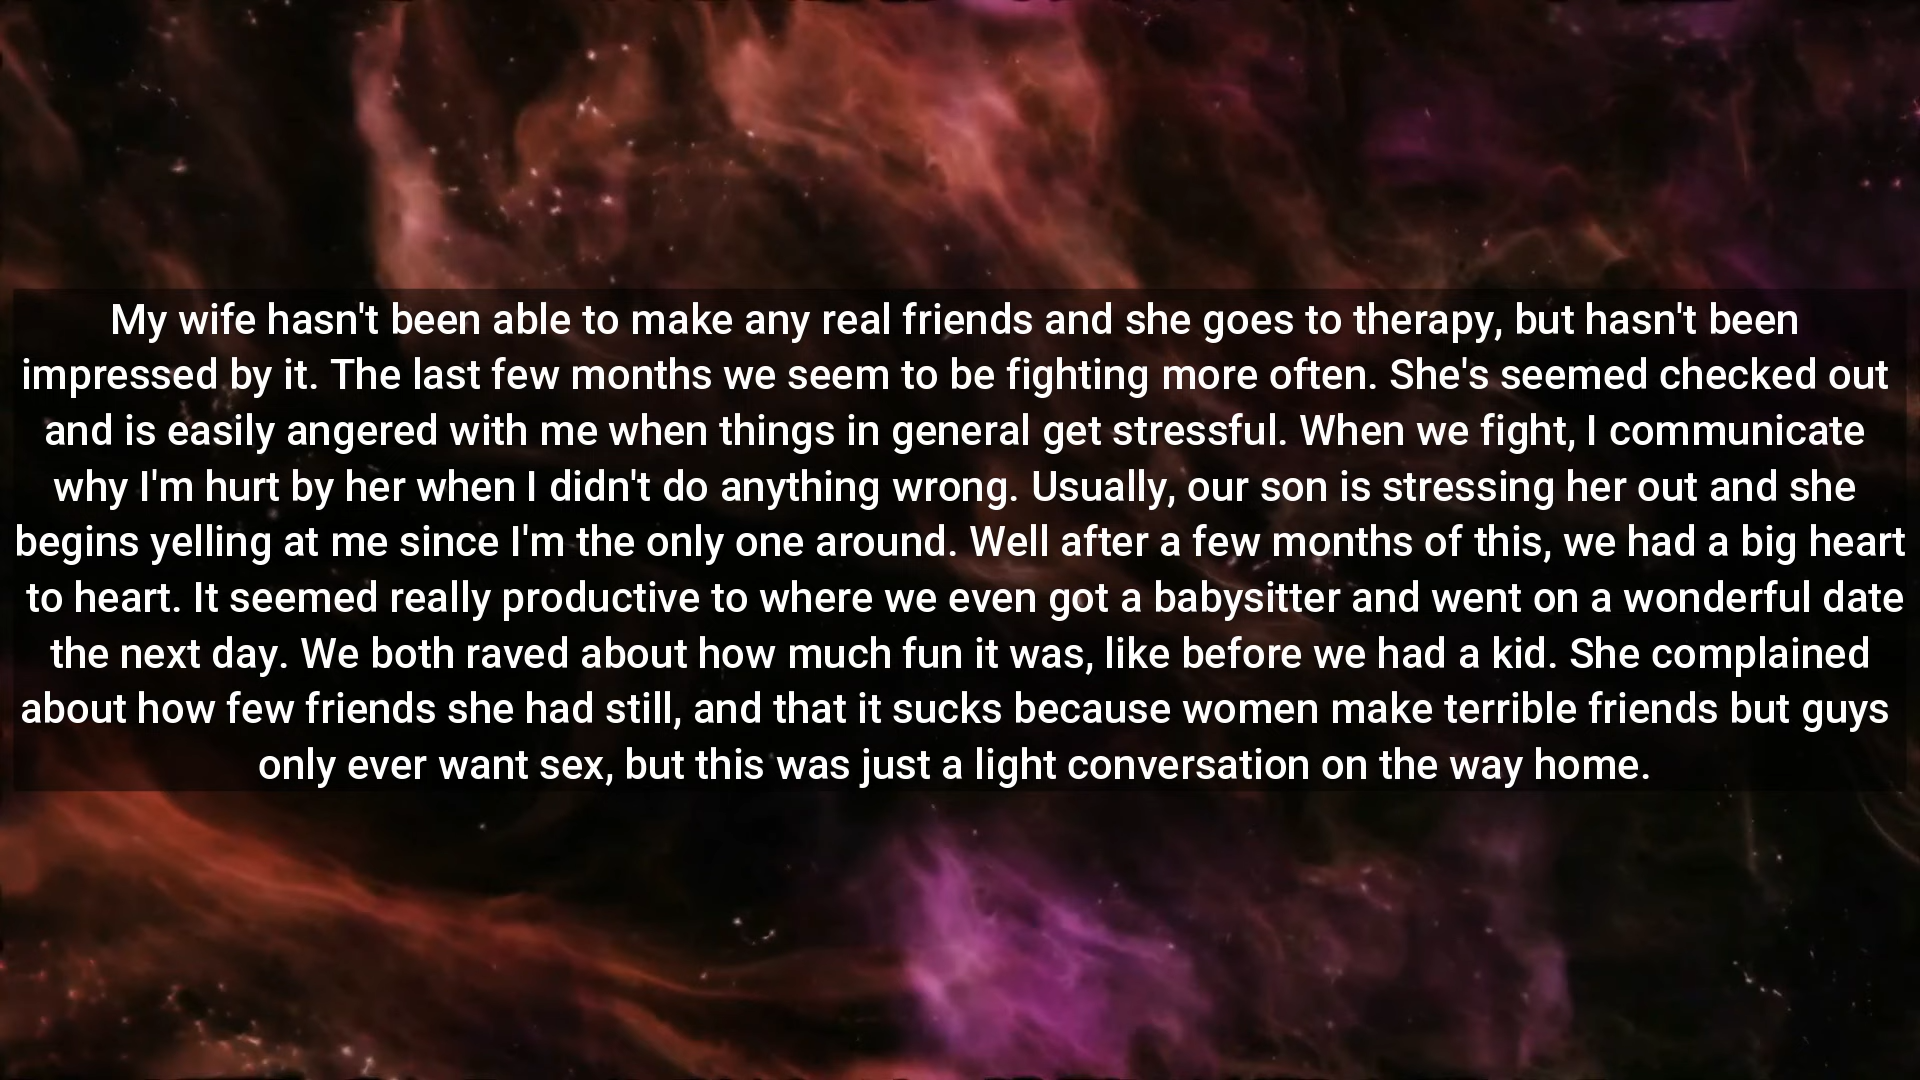 My wife hasn't been able to make any real friends and she goes to therapy, but hasn't been
impressed by it. The last few months we seem to be fighting more often. She's seemed checked out
and is easily angered with me when things in general get stressful. When we fight, I communicate
why I'm hurt by her when I didn't do anything wrong. Usually, our son is stressing her out and she
begins yelling at me since I'm the only one around. Well after a few months of this, we had a big heart
to heart. It seemed really productive to where we even got a babysitter and went on a wonderful date
the next day. We both raved about how much fun it was, like before we had a kid. She complained
about how few friends she had still, and that it sucks because women make terrible friends but guys
only ever want sex, but this was just a light conversation on the way home.